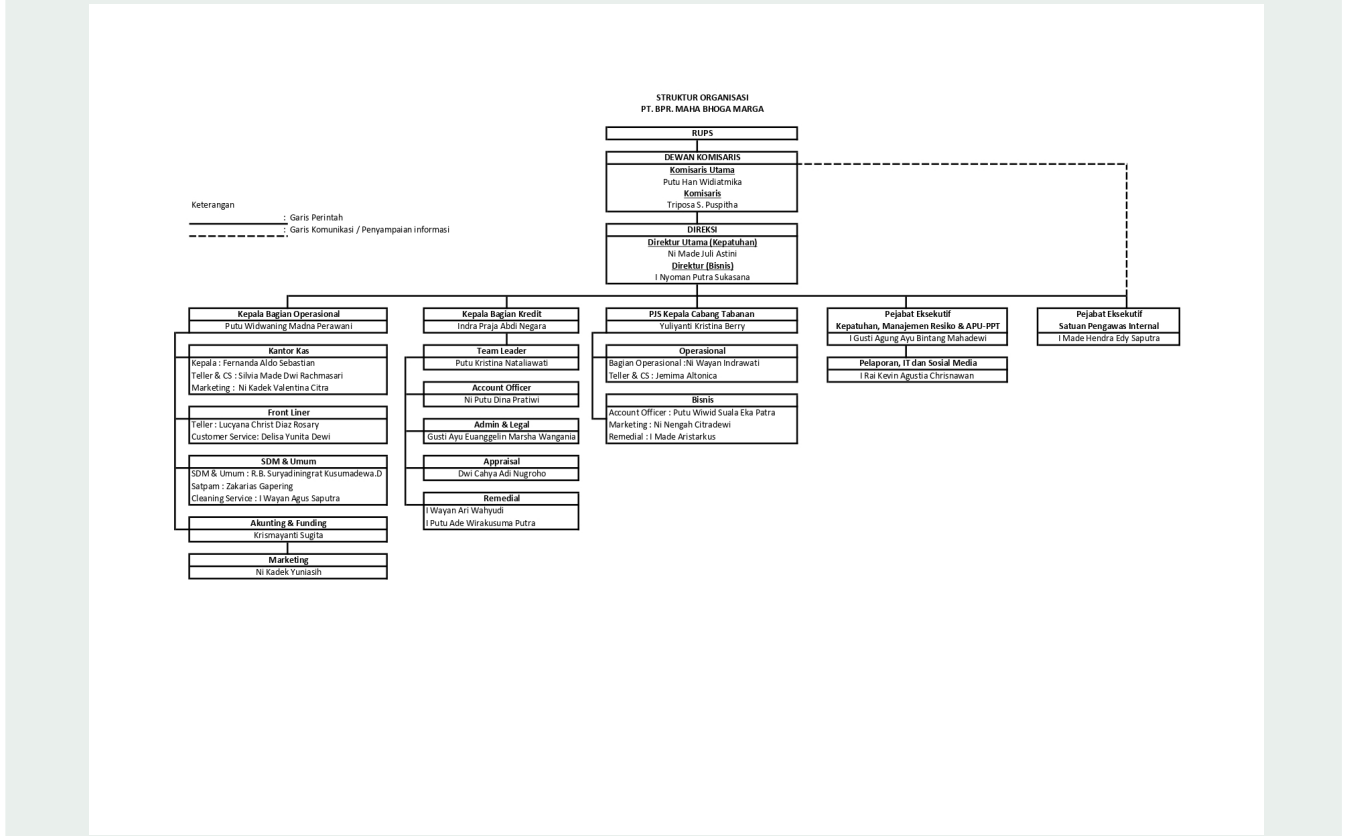 STRUKTUR ORGANISASI
PT. BPR. MAHA BHOGA MARGA
RUPS
DEWAN KOMISARIS
Komisaris Utama
Putu Han Widiatmika
Komisaris
Triposa S. Puspitha
Keterangan
: Garis Perintah
: Garis Komunikasi / Penyampaian informasi
DIREKSI
Direktur Utama (Kepatuhan)
Ni Made Juli Astini
Direktur (Bisnis)
I Nyoman Putra Sukasana
Kepala Bagian Operasional
Putu Widwaning Madna Perawani
Kantor Kas
Kepala : Fernanda Aldo Sebastian
Teller & CS : Silvia Made Dwi Rachmasari
Marketing : Ni Kadek Valentina Citra
Front Liner
Teller : Lucyana Christ Diaz Rosary
Customer Service: Delisa Yunita Dewi
SDM & Umum
SDM & Umum : R.B. Suryadiningrat Kusumadewa.D
Satpam : Zakarias Gapering
Cleaning Service : I Wayan Agus Saputra
Akunting & Funding
Krismayanti Sugita
Marketing
Ni Kadek Yuniasih
Kepala Bagian Kredit
Indra Praja Abdi Negara
Team Leader
Putu Kristina Nataliawati
Account Officer
Ni Putu Dina Pratiwi
Admin & Legal
Gusti Ayu Euanggelin Marsha Wangania
Appraisal
Dwi Cahya Adi Nugroho
Remedial
I Wayan Ari Wahyudi
I Putu Ade Wirakusuma Putra
PJS Kepala Cabang Tabanan
Yuliyanti Kristina Berry
Operasional
Bagian Operasional :Ni Wayan Indrawati
Teller & CS : Jemima Altonica
Bisnis
Account Officer : Putu Wiwid Suala Eka Patra
Marketing : Ni Nengah Citradewi
Remedial : I Made Aristarkus
Pejabat Eksekutif
Kepatuhan, Manajemen Resiko & APU-PPT
I Gusti Agung Ayu Bintang Mahadewi
Pelaporan, IT dan Sosial Media
I Rai Kevin Agustia Chrisnawan
Pejabat Eksekutif
Satuan Pengawas Internal
I Made Hendra Edy Saputra